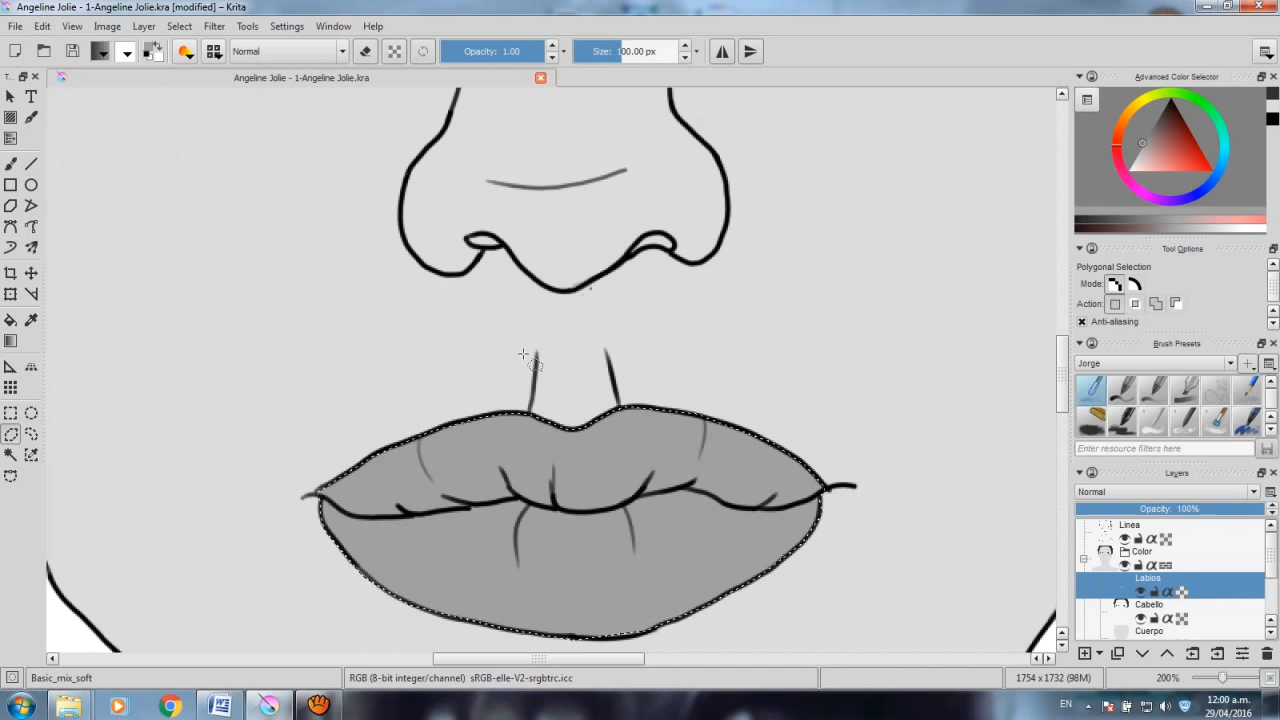 Angeline Jolie - 1-Angeline Jolie.kra [modified] – Krita
File Edit View Image Layer Select Filter Tools Settings Window Help
Normal Opacity: 1.00 Size: 100.00 px
T...
Angeline Jolie - 1-Angeline Jolie.kra
Advanced Color Selector
Tool Options
Polygonal Selection
Mode:
Action:
Anti-aliasing
Brush Presets
Jorge
Enter resource filters here
Layers
Normal
Opacity: 100%
Linea
Color
Labios
Cabello
Cuerpo
Basic_mix_soft RGB (8-bit integer/channel) sRGB-elle-V2-srgbtrc.icc 1754 x 1732 (98M) 200%
EN 12:00 a.m.
29/04/2016